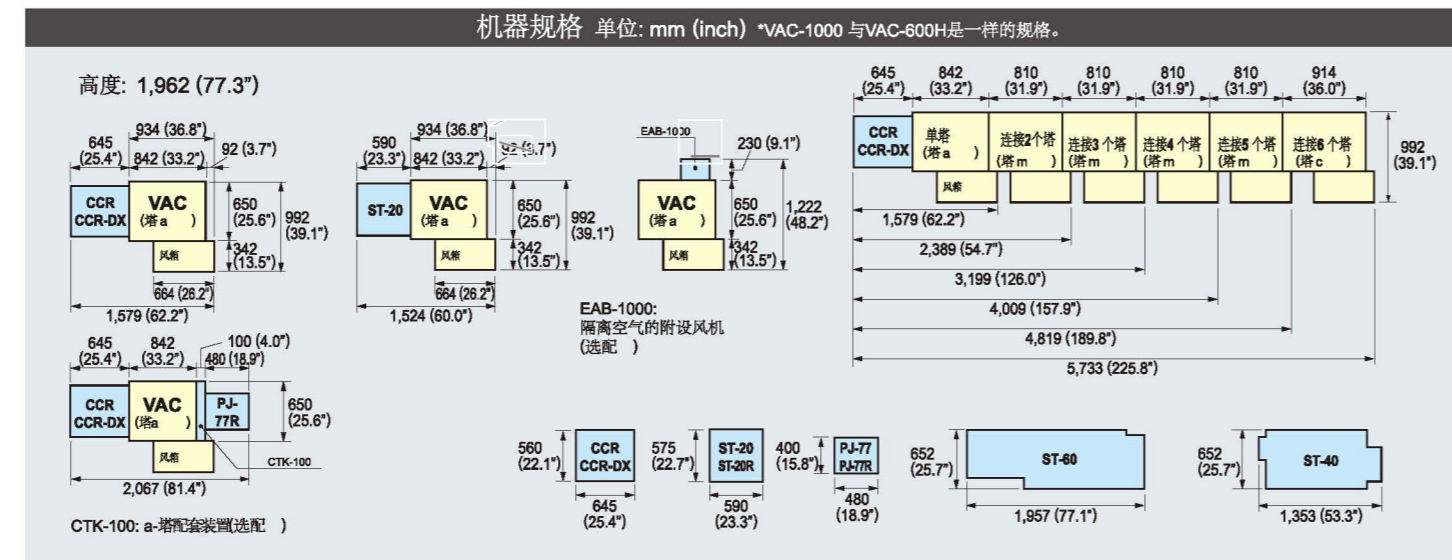 机器规格 单位: mm (inch) *VAC-1000 与VAC-600H是一样的规格。
高度: 1,962 (77.3")
934 (36.8")
645 (25.4")
842 (33.2")
92 (3.7")
CCR
CCR-DX
VAC
(塔a )
风箱
650 (25.6")
342 (13.5")
992 (39.1")
664 (26.2")
1,579 (62.2")
934 (36.8")
590 (23.3")
842 (33.2")
92 (3.7")
ST-20
VAC
(塔a )
风箱
650 (25.6")
342 (13.5")
992 (39.1")
664 (26.2")
1,524 (60.0")
EAB-1000
230 (9.1")
VAC
(塔a )
风箱
650 (25.6")
342 (13.5")
1,222 (48.2")
EAB-1000:
隔离空气的附设风机
(选配 )
645 (25.4")
842 (33.2")
810 (31.9")
810 (31.9")
810 (31.9")
810 (31.9")
914 (36.0")
CCR
CCR-DX
单塔
(塔a )
连接2个塔
(塔m )
连接3 个塔
(塔m )
连接4 个塔
(塔m )
连接5 个塔
(塔m )
连接6 个塔
(塔c )
风箱
992 (39.1")
1,579 (62.2")
2,389 (54.7")
3,199 (126.0")
4,009 (157.9")
4,819 (189.8")
5,733 (225.8")
645 (25.4")
842 (33.2")
100 (4.0")
480 (18.9")
CCR
CCR-DX
VAC
(塔a )
PJ-
77R
风箱
650 (25.6")
CTK-100
2,067 (81.4")
CTK-100: a-塔配套装置(选配 )
560 (22.1")
CCR
CCR-DX
645 (25.4")
575 (22.7")
ST-20
ST-20R
590 (23.3")
400 (15.8")
PJ-77
PJ-77R
480 (18.9")
652 (25.7")
ST-60
1,957 (77.1")
652 (25.7")
ST-40
1,353 (53.3")